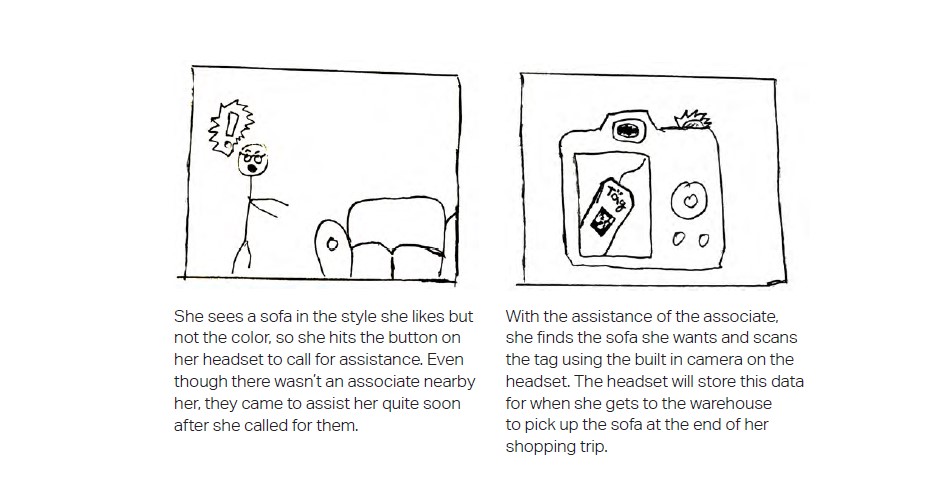 !
Täg
She sees a sofa in the style she likes but
not the color, so she hits the button on
her headset to call for assistance. Even
though there wasn't an associate nearby
her, they came to assist her quite soon
after she called for them.
With the assistance of the associate,
she finds the sofa she wants and scans
the tag using the built in camera on the
headset. The headset will store this data
for when she gets to the warehouse
to pick up the sofa at the end of her
shopping trip.